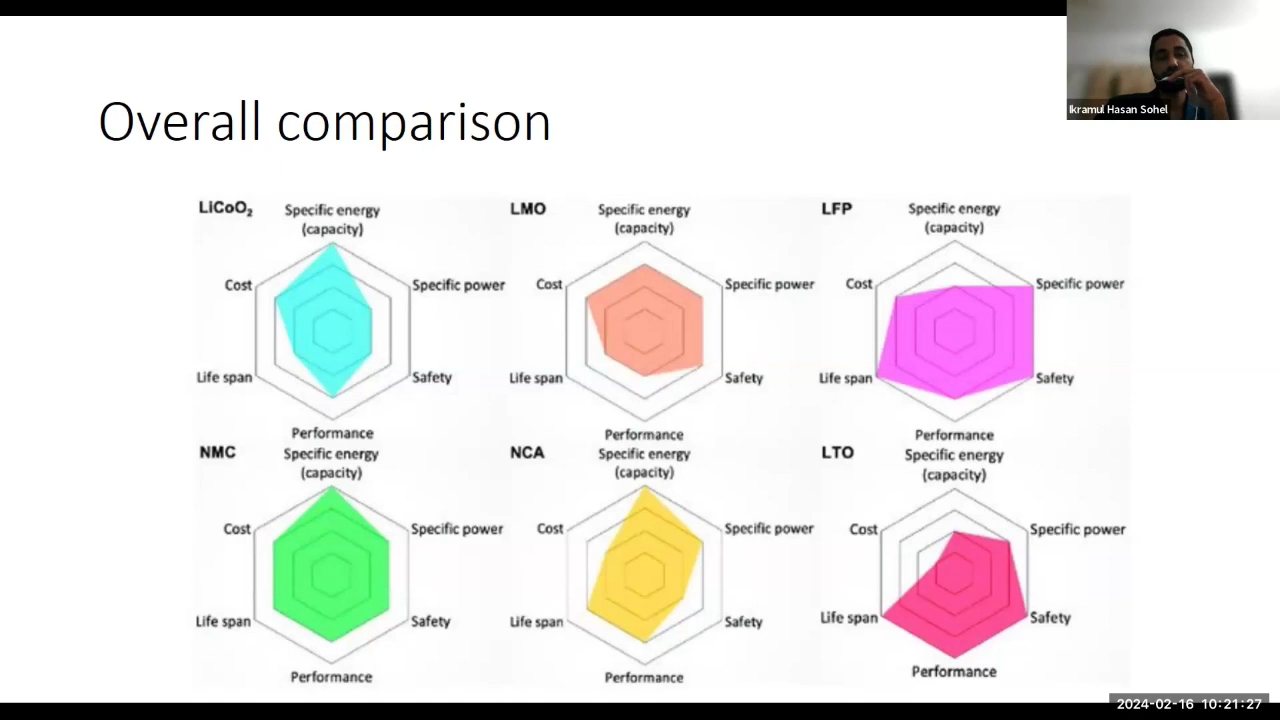 Ikramul Hasan Sohel
Overall comparison
LiCoO₂
Specific energy
(capacity)
Cost
Specific power
Life span
Safety
Performance
LMO
Specific energy
(capacity)
Cost
Specific power
Life span
Safety
Performance
LFP
Specific energy
(capacity)
Cost
Specific power
Life span
Safety
Performance
NMC
Specific energy
(capacity)
Cost
Specific power
Life span
Safety
Performance
NCA
Specific energy
(capacity)
Cost
Specific power
Life span
Safety
Performance
LTO
Specific energy
(capacity)
Cost
Specific power
Life span
Safety
Performance
2024-02-16 10:21:27